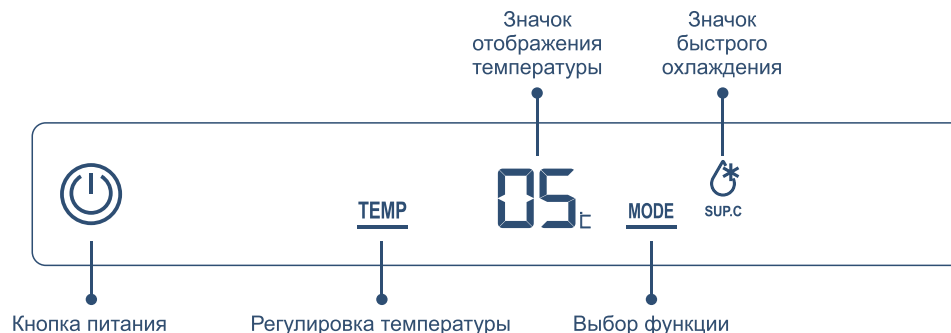 Значок
отображения
температуры
Значок
быстрого
охлаждения
TEMP
05
MODE
SUP.C
Кнопка питания
Регулировка температуры
Выбор функции